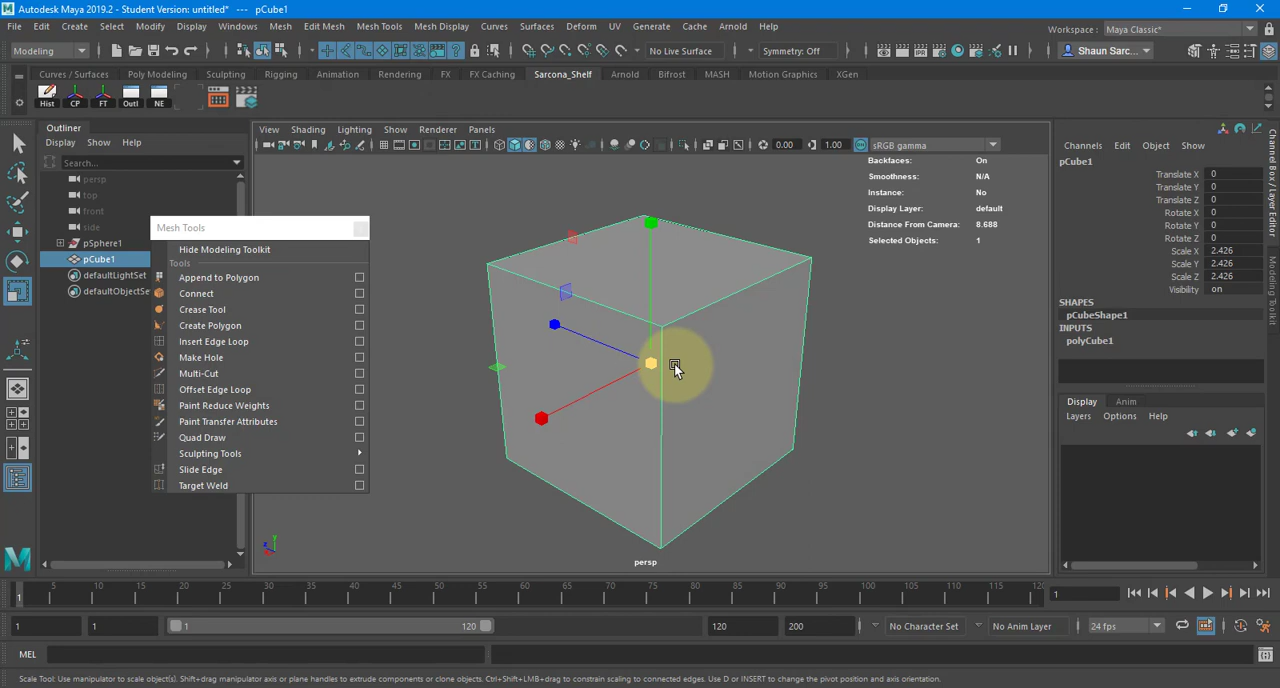 Autodesk Maya 2019.2 - Student Version: untitled* --- pCube1
File Edit Create Select Modify Display Windows Mesh Edit Mesh Mesh Tools Mesh Display Curves Surfaces Deform UV Generate Cache Arnold Help
Workspace : Maya Classic*
Modeling No Live Surface Symmetry: Off IPR Shaun Sarc...
Curves / Surfaces Poly Modeling Sculpting Rigging Animation Rendering FX FX Caching Sarcona_Shelf Arnold Bifrost MASH Motion Graphics XGen
Hist CP FT Outl NE
Outliner
Display Show Help
Search...
persp
top
front
side
pSphere1
pCube1
defaultLightSet
defaultObjectSe
Mesh Tools
Hide Modeling Toolkit
Tools
Append to Polygon
Connect
Crease Tool
Create Polygon
Insert Edge Loop
Make Hole
Multi-Cut
Offset Edge Loop
Paint Reduce Weights
Paint Transfer Attributes
Quad Draw
Sculpting Tools
Slide Edge
Target Weld
View Shading Lighting Show Renderer Panels
0.00 1.00 sRGB gamma
Backfaces: On
Smoothness: N/A
Instance: No
Display Layer: default
Distance From Camera: 8.688
Selected Objects: 1
persp
Channels Edit Object Show
pCube1
Translate X 0
Translate Y 0
Translate Z 0
Rotate X 0
Rotate Y 0
Rotate Z 0
Scale X 2.426
Scale Y 2.426
Scale Z 2.426
Visibility on
SHAPES
pCubeShape1
INPUTS
polyCube1
Display Anim
Layers Options Help
Channel Box / Layer Editor
Modeling Toolkit
1 5 10 15 20 25 30 35 40 45 50 55 60 65 70 75 80 85 90 95 100 105 110 115 120 1
1 1 1 120 120 200 No Character Set No Anim Layer 24 fps
MEL
Scale Tool: Use manipulator to scale object(s). Shift+drag manipulator axis or plane handles to extrude components or clone objects. Ctrl+Shift+LMB+drag to constrain scaling to connected edges. Use D or INSERT to change the pivot position and axis orientation.